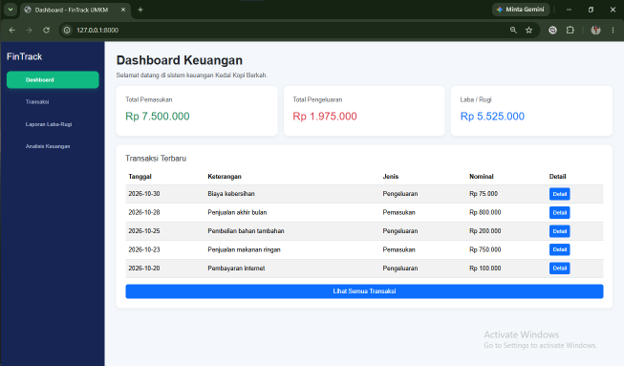 Dashboard - FinTrack UMKM
Minta Gemini
127.0.0.1:8000
FinTrack
Dashboard
Transaksi
Laporan Laba-Rugi
Analisis Keuangan
Dashboard Keuangan
Selamat datang di sistem keuangan Kedai Kopi Berkah.
Total Pemasukan
Rp 7.500.000
Total Pengeluaran
Rp 1.975.000
Laba / Rugi
Rp 5.525.000
Transaksi Terbaru
Tanggal Keterangan Jenis Nominal Detail
2026-10-30 Biaya kebersihan Pengeluaran Rp 75.000 Detail
2026-10-28 Penjualan akhir bulan Pemasukan Rp 800.000 Detail
2026-10-25 Pembelian bahan tambahan Pengeluaran Rp 200.000 Detail
2026-10-23 Penjualan makanan ringan Pemasukan Rp 750.000 Detail
2026-10-20 Pembayaran internet Pengeluaran Rp 100.000 Detail
Lihat Semua Transaksi
Activate Windows
Go to Settings to activate Windows.